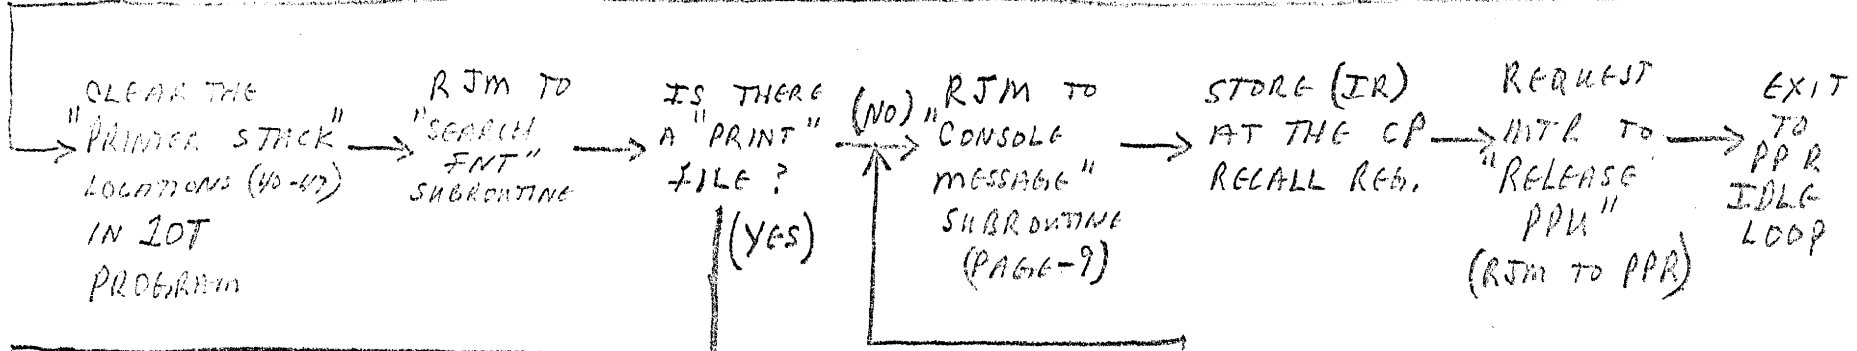 CLEAR THE
"PRINTER STACK"
LOCATIONS (40-47)
IN IOT
PROGRAM
RJM TO
"SEARCH
FNT"
SUBROUTINE
IS THERE
A "PRINT"
FILE?
(YES)
(NO)
RJM TO
"CONSOLE
MESSAGE"
SUBROUTINE
(PAGE-9)
STORE (IR)
AT THE CP
RECALL REG.
REQUEST
MTR TO
"RELEASE
PPU"
(RJM TO PPR)
EXIT
TO
PPR
IDLE
LOOP